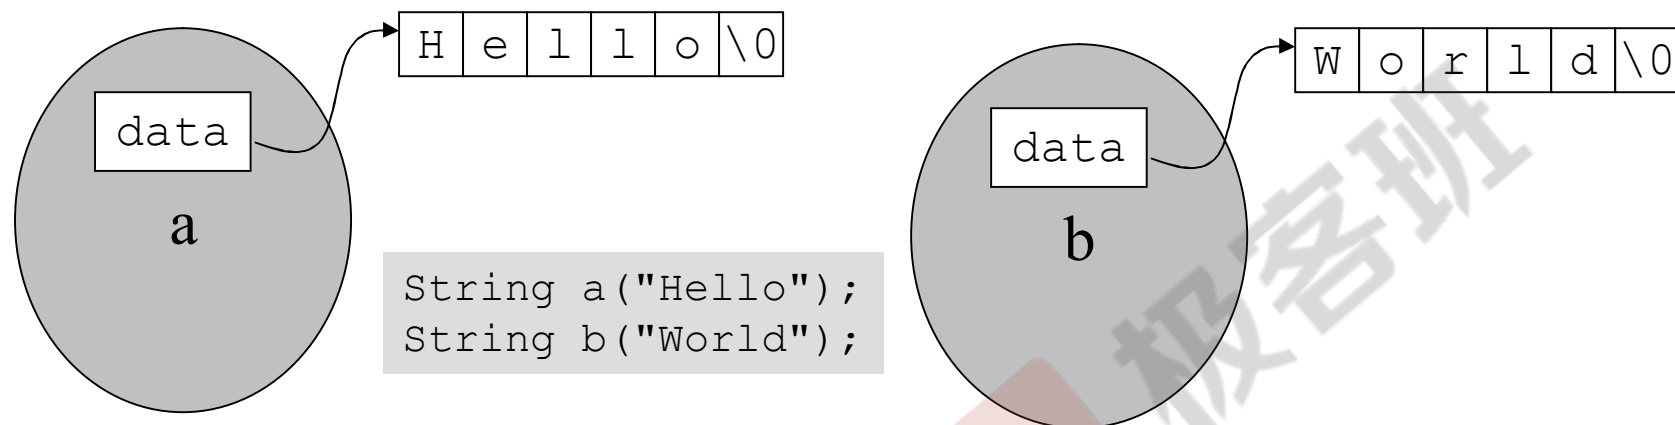 H e l l o \0
data
a
String a("Hello");
String b("World");
W o r l d \0
data
b
极客班